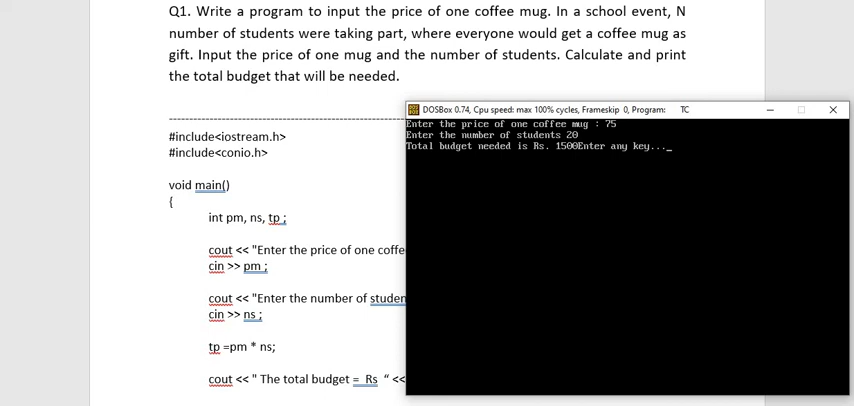 Q1. Write a program to input the price of one coffee mug. In a school event, N
number of students were taking part, where everyone would get a coffee mug as
gift. Input the price of one mug and the number of students. Calculate and print
the total budget that will be needed.
#include<iostream.h>
#include<conio.h>
void main()
{
int pm, ns, tp ;
cout << "Enter the price of one coffe
cin >> pm ;
cout << "Enter the number of studen
cin >> ns ;
tp =pm * ns;
cout << " The total budget =  Rs  “ <<
DOSBox 0.74, Cpu speed: max 100% cycles, Frameskip 0, Program: TC
Enter the price of one coffee mug : 75
Enter the number of students 20
Total budget needed is Rs. 1500Enter any key..._